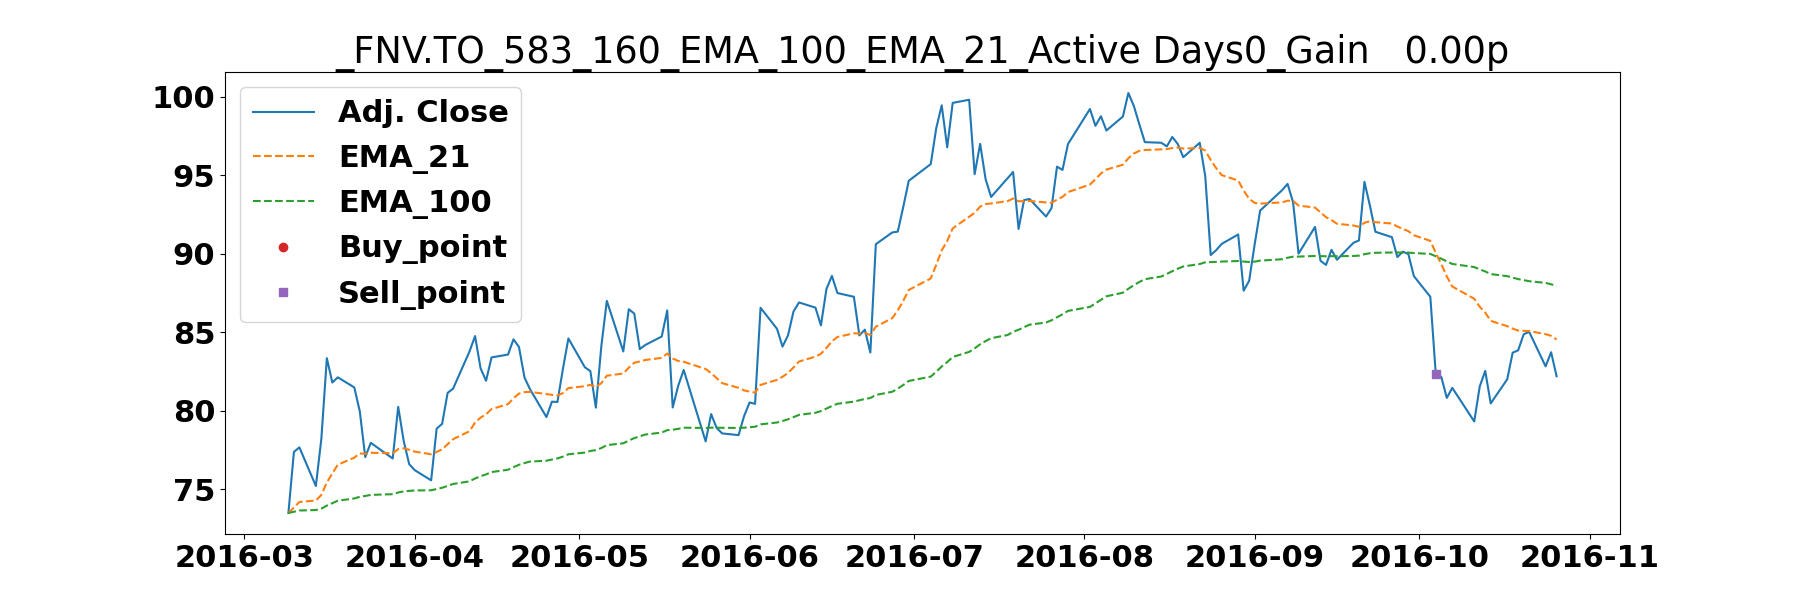 _FNV.TO_583_160_EMA_100_EMA_21_Active Days0_Gain   0.00p
100
95
90
85
80
75
Adj. Close
EMA_21
EMA_100
Buy_point
Sell_point
2016-03 2016-04 2016-05 2016-06 2016-07 2016-08 2016-09 2016-10 2016-11